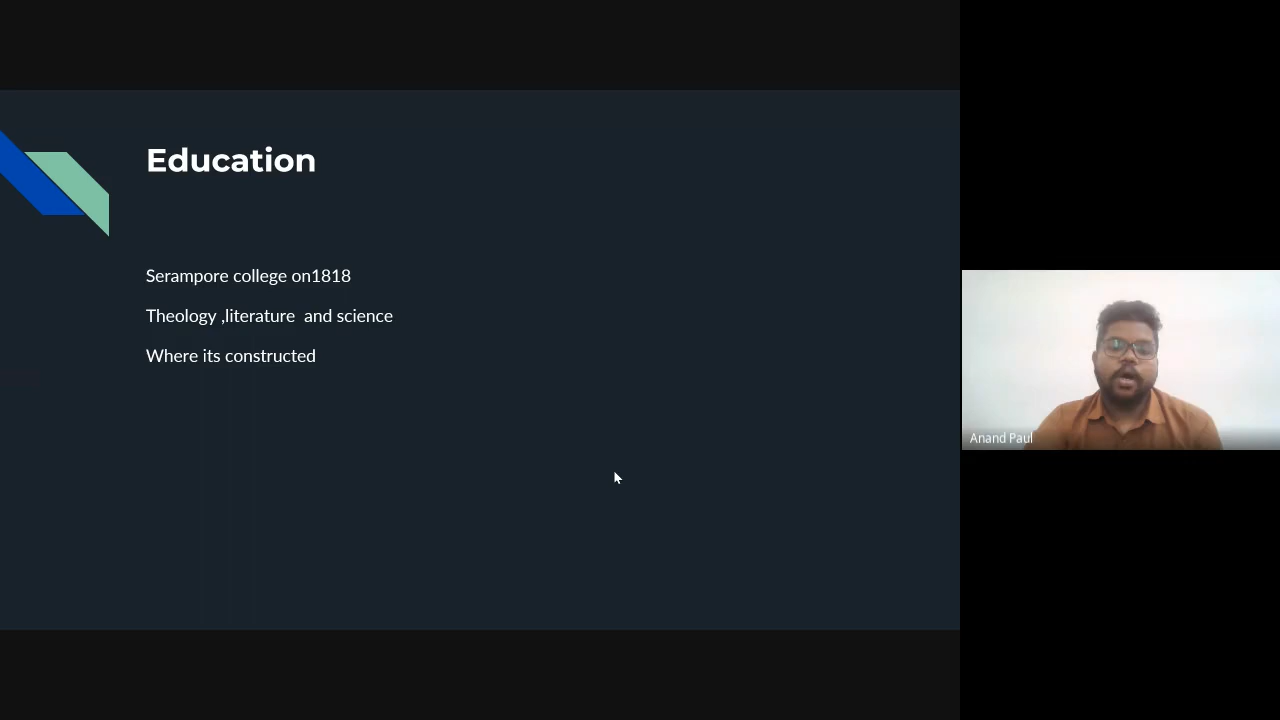 Education
Serampore college on1818
Theology ,literature  and science
Where its constructed
Anand Paul